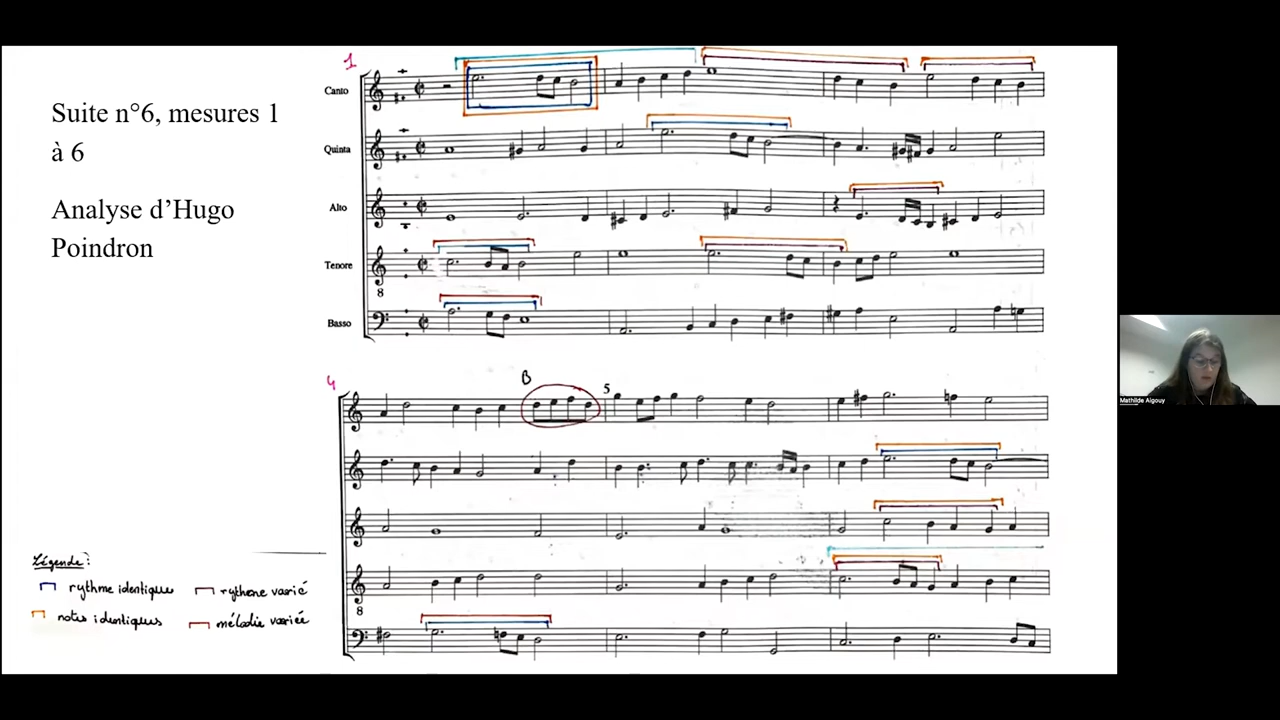 Suite n°6, mesures 1
à 6
Analyse d'Hugo
Poindron
1
Canto
Quinta
Alto
Tenore
8
Basso
4
B
5
8
Légende :
rythme identique
rythme varié
notes identiques
mélodie variée
Mathilde Algouy